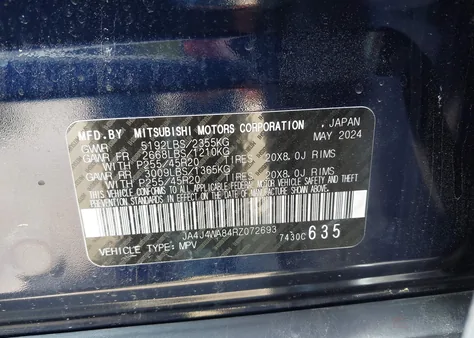 MFD.BY MITSUBISHI MOTORS CORPORATION , JAPAN
GVWR 5192LBS/2355KG MAY 2024
GAWR FR 2668LBS/1210KG
WITH P255/45R20 TIRES, 20X8.0J RIMS
GAWR RR 3009LBS/1365KG
WITH P255/45R20 TIRES, 20X8.0J RIMS
THIS VEHICLE CONFORMS TO ALL APPLICABLE FEDERAL MOTOR VEHICLE SAFETY, BUMPER, AND THEFT PREVENTION STANDARDS IN EFFECT ON THE DATE OF MANUFACTURE SHOWN ABOVE.
JA4J4WA84RZ072693 7430C 635
VEHICLE TYPE: MPV